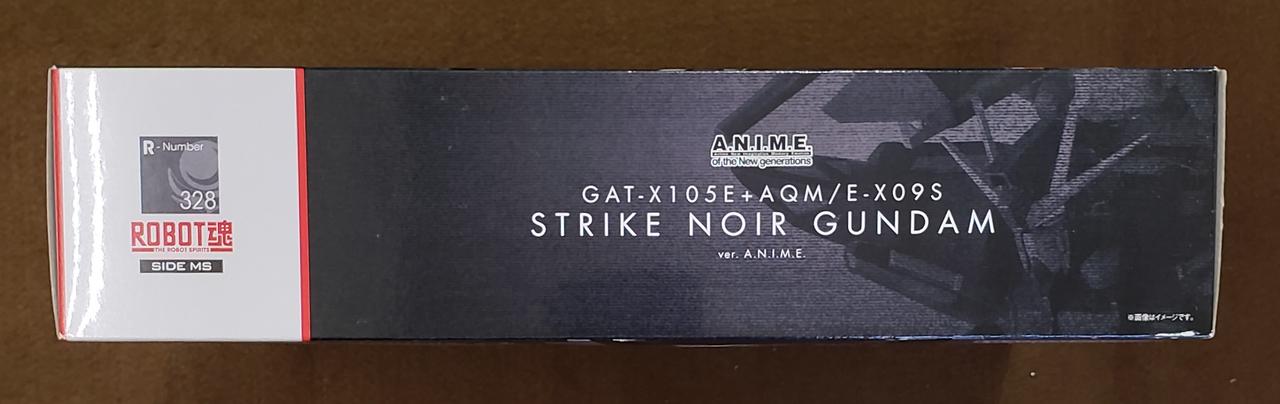 R-Number
328
ROBOT魂
THE ROBOT SPIRITS
SIDE MS
A.N.I.M.E.
of the New generations
GAT-X105E+AQM/E-X09S
STRIKE NOIR GUNDAM
ver. A.N.I.M.E.
※画像はイメージです。